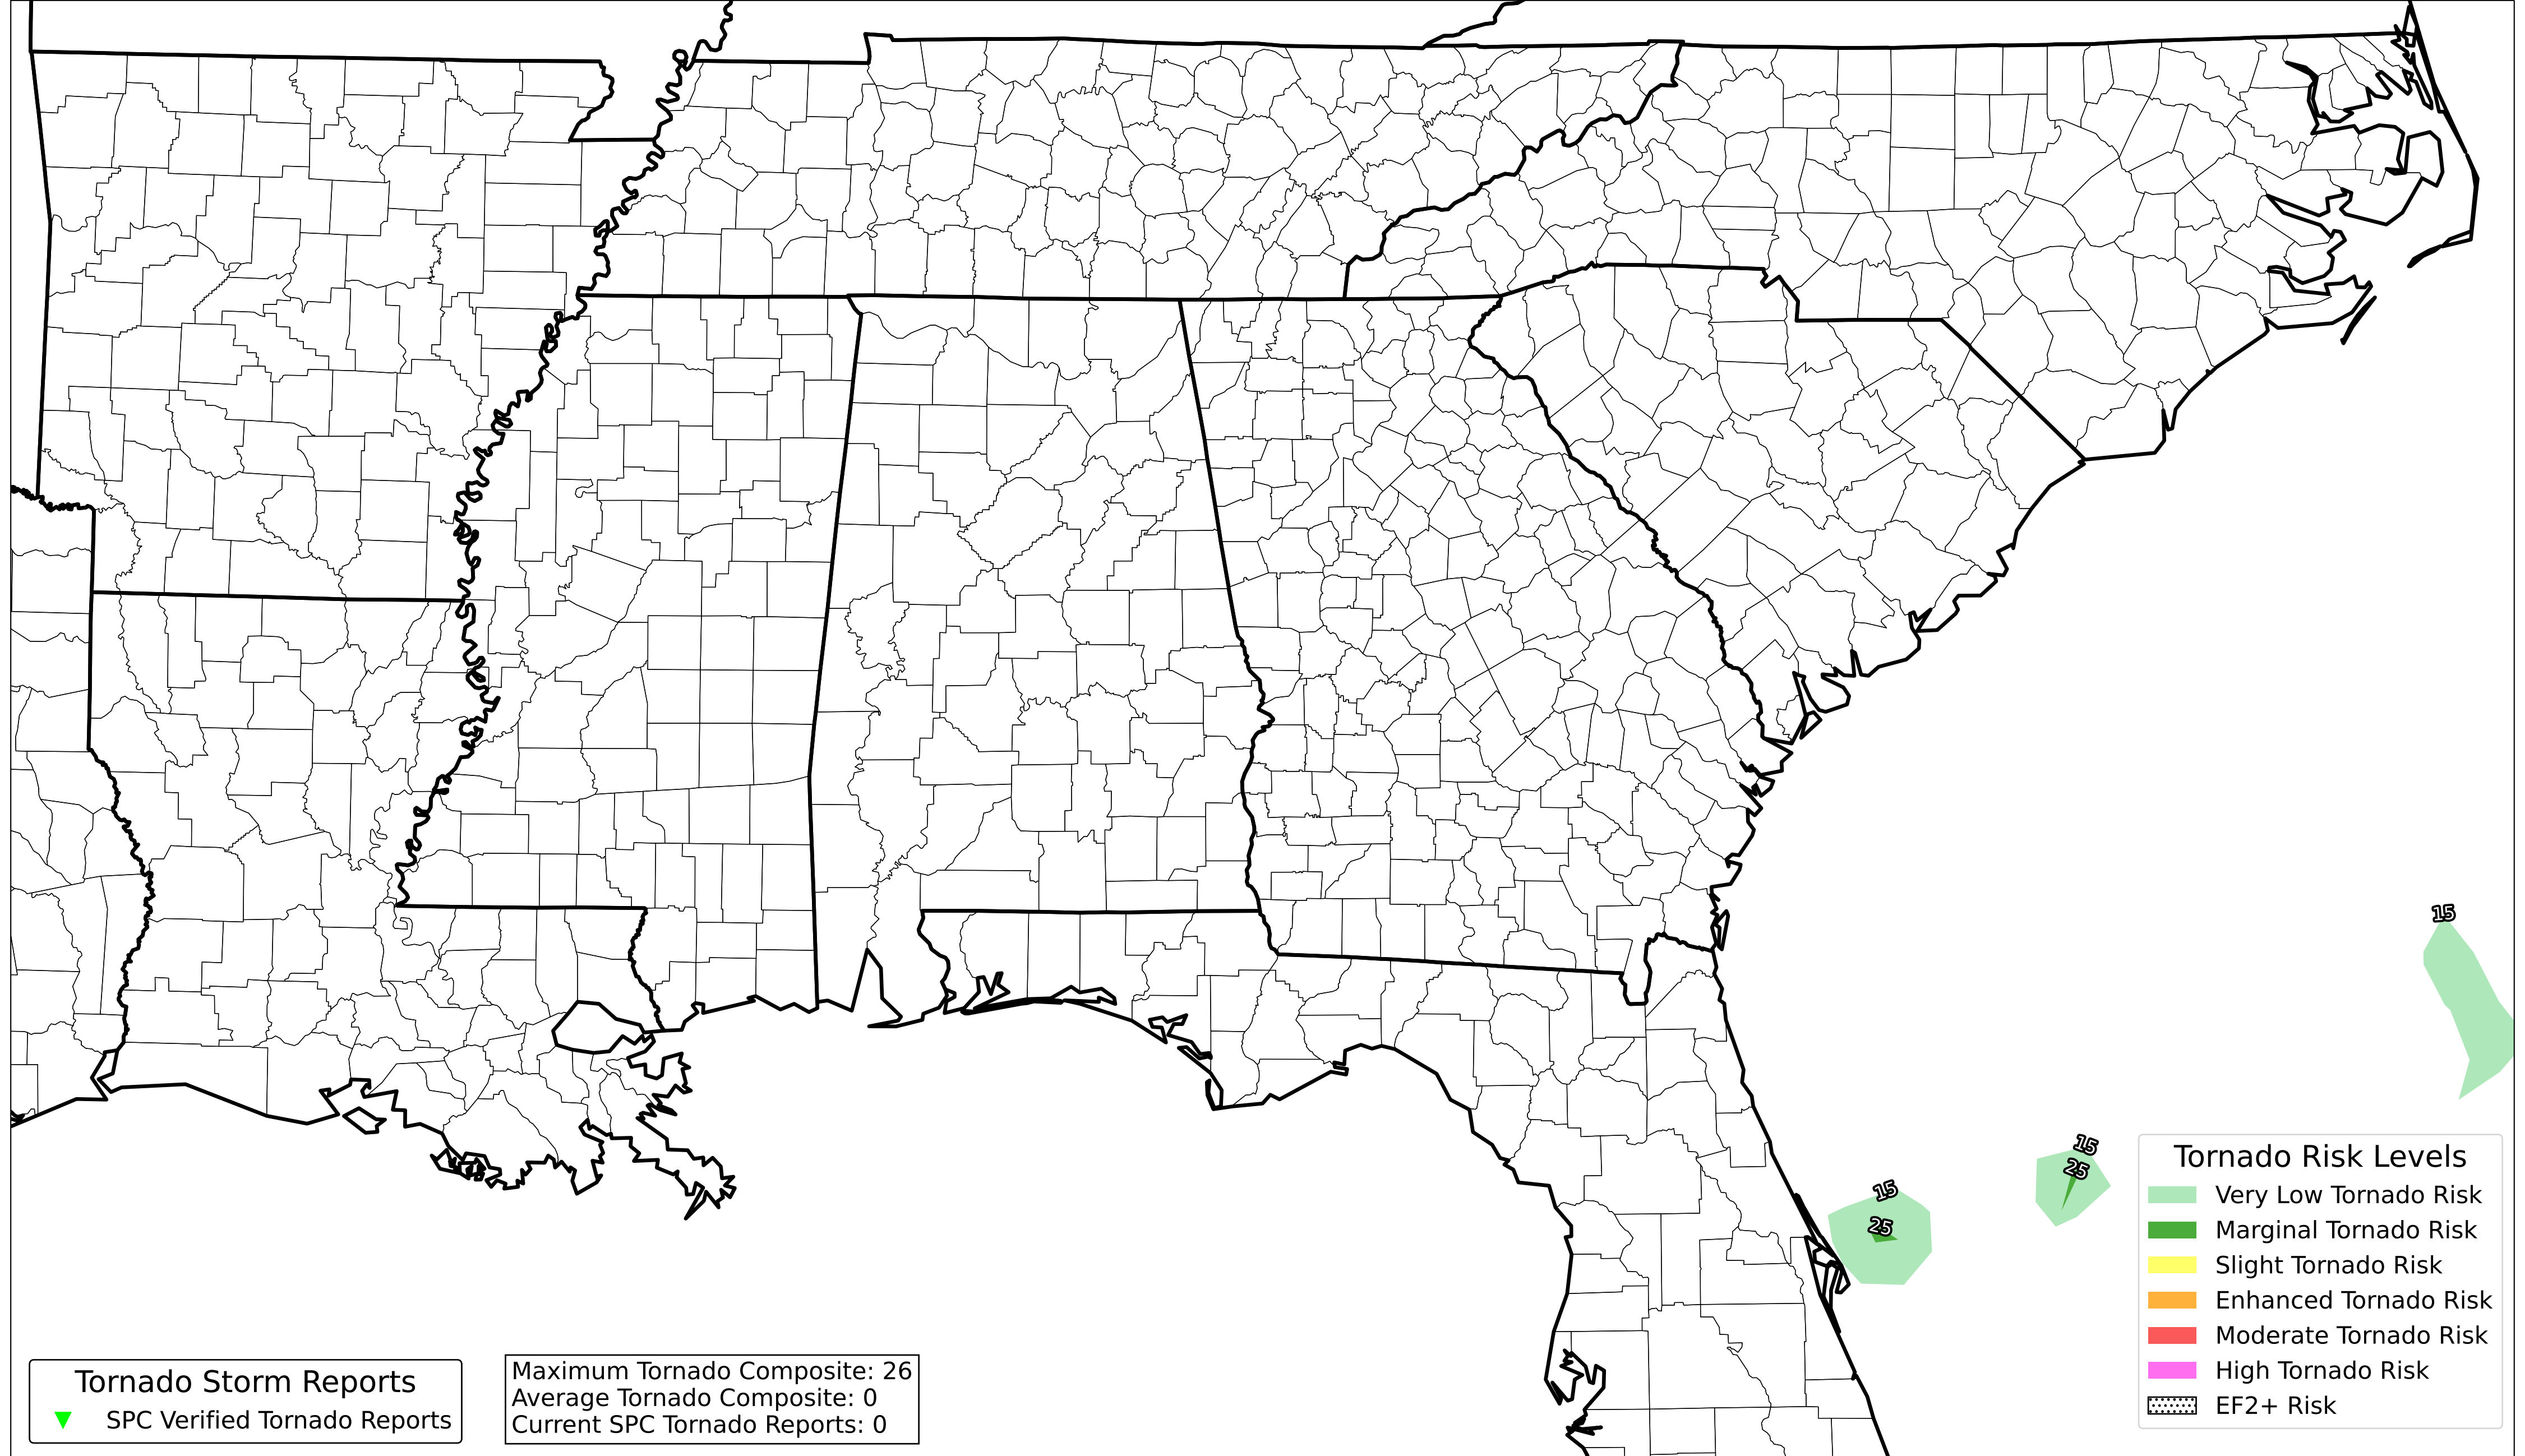 15
15
25
15
25
Tornado Risk Levels
Very Low Tornado Risk
Marginal Tornado Risk
Slight Tornado Risk
Enhanced Tornado Risk
Moderate Tornado Risk
High Tornado Risk
EF2+ Risk
Tornado Storm Reports
SPC Verified Tornado Reports
Maximum Tornado Composite: 26
Average Tornado Composite: 0
Current SPC Tornado Reports: 0